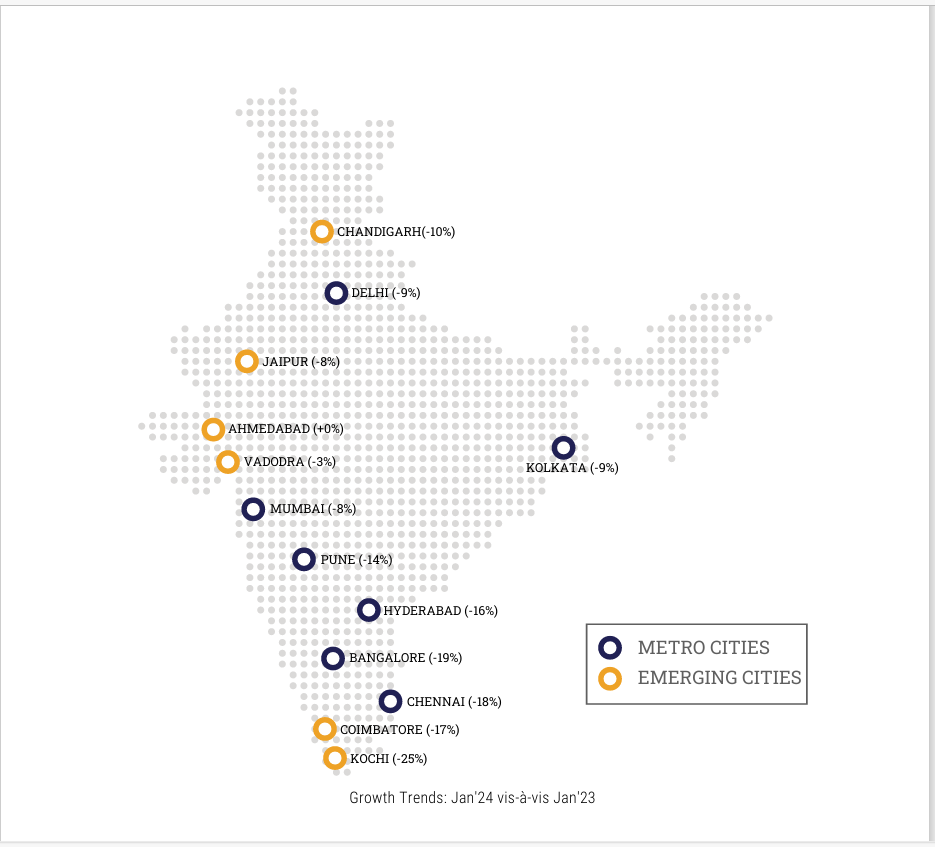 CHANDIGARH(-10%)
DELHI (-9%)
JAIPUR (-8%)
AHMEDABAD (+0%)
KOLKATA (-9%)
VADODRA (-3%)
MUMBAI (-8%)
PUNE (-14%)
HYDERABAD (-16%)
METRO CITIES
BANGALORE (-19%)
EMERGING CITIES
CHENNAI (-18%)
COIMBATORE (-17%)
KOCHI (-25%)
Growth Trends: Jan'24 vis-à-vis Jan'23